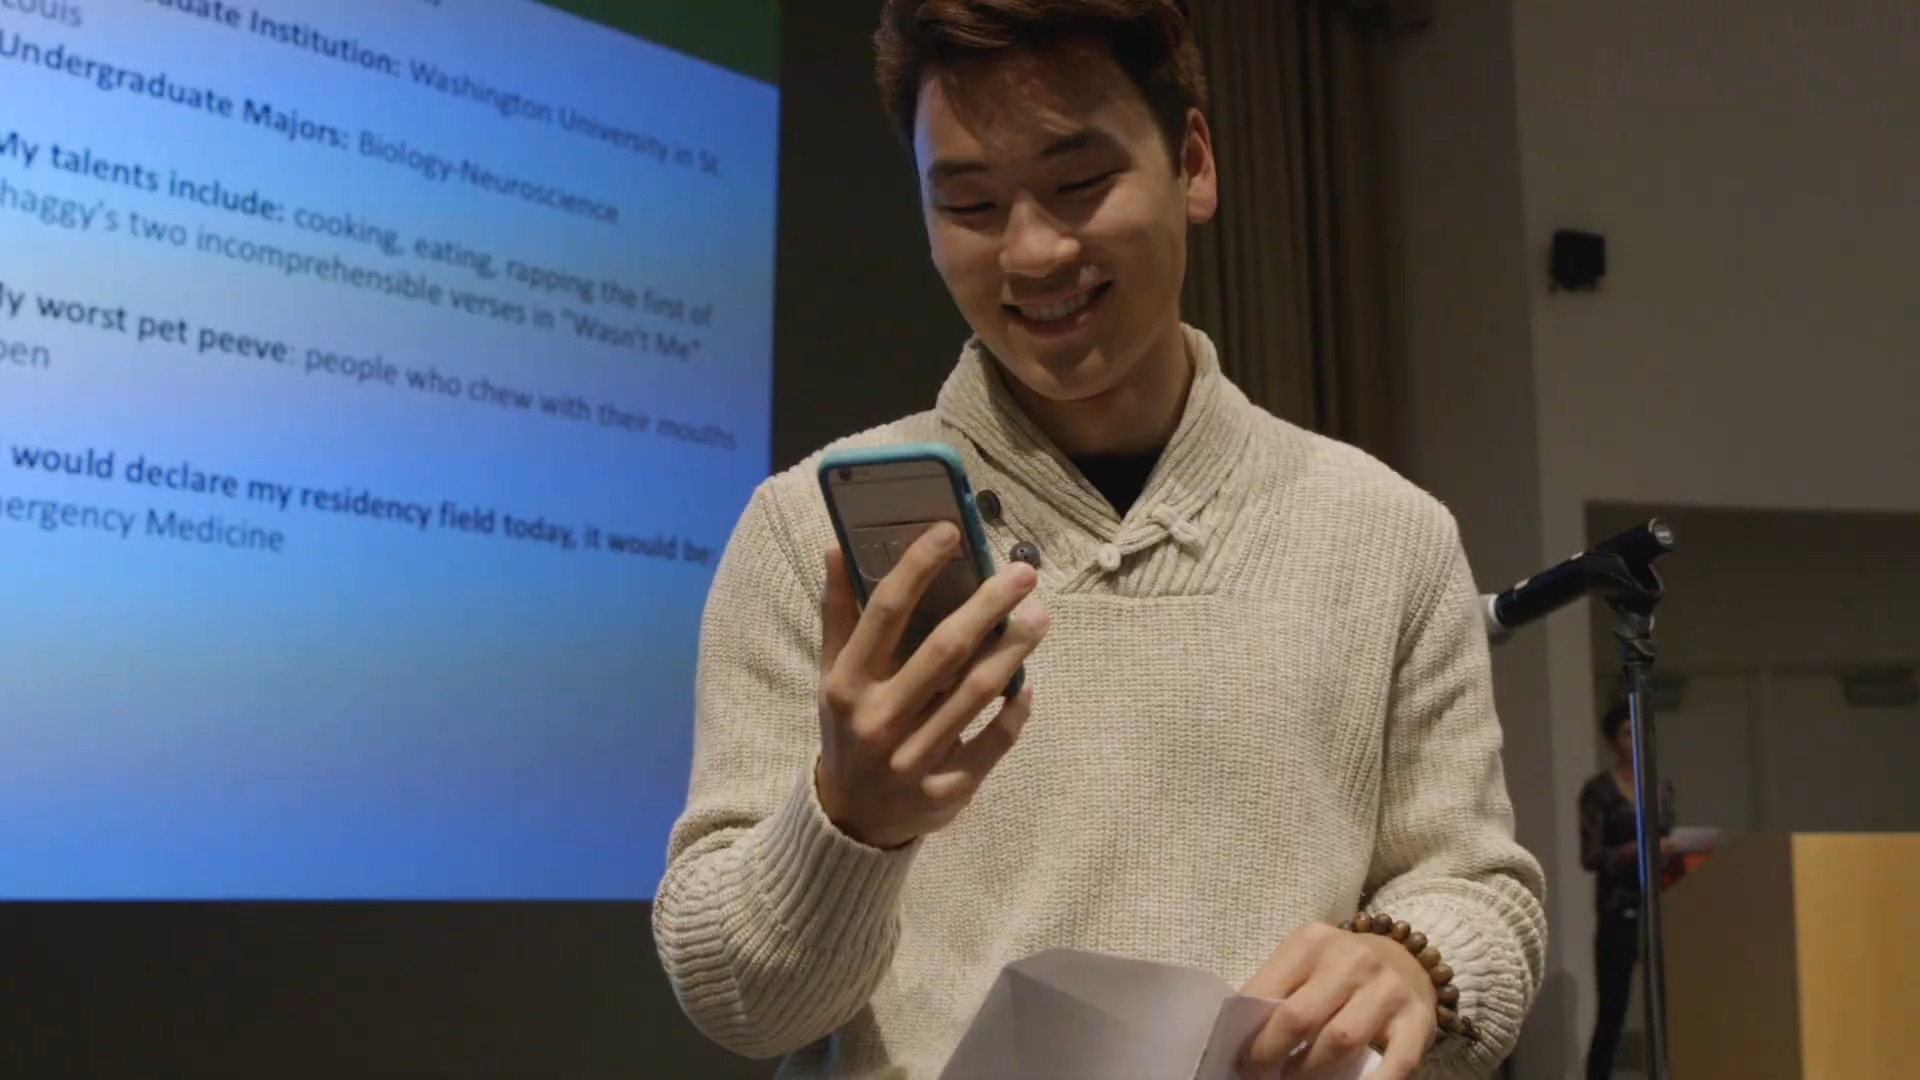 Louis
uate Institution: Washington University in St.
Undergraduate Majors: Biology-Neuroscience
My talents include: cooking, eating, rapping the first of
haggy's two incomprehensible verses in "Wasn't Me"
My worst pet peeve: people who chew with their mouths
pen
would declare my residency field today, it would be:
ergency Medicine